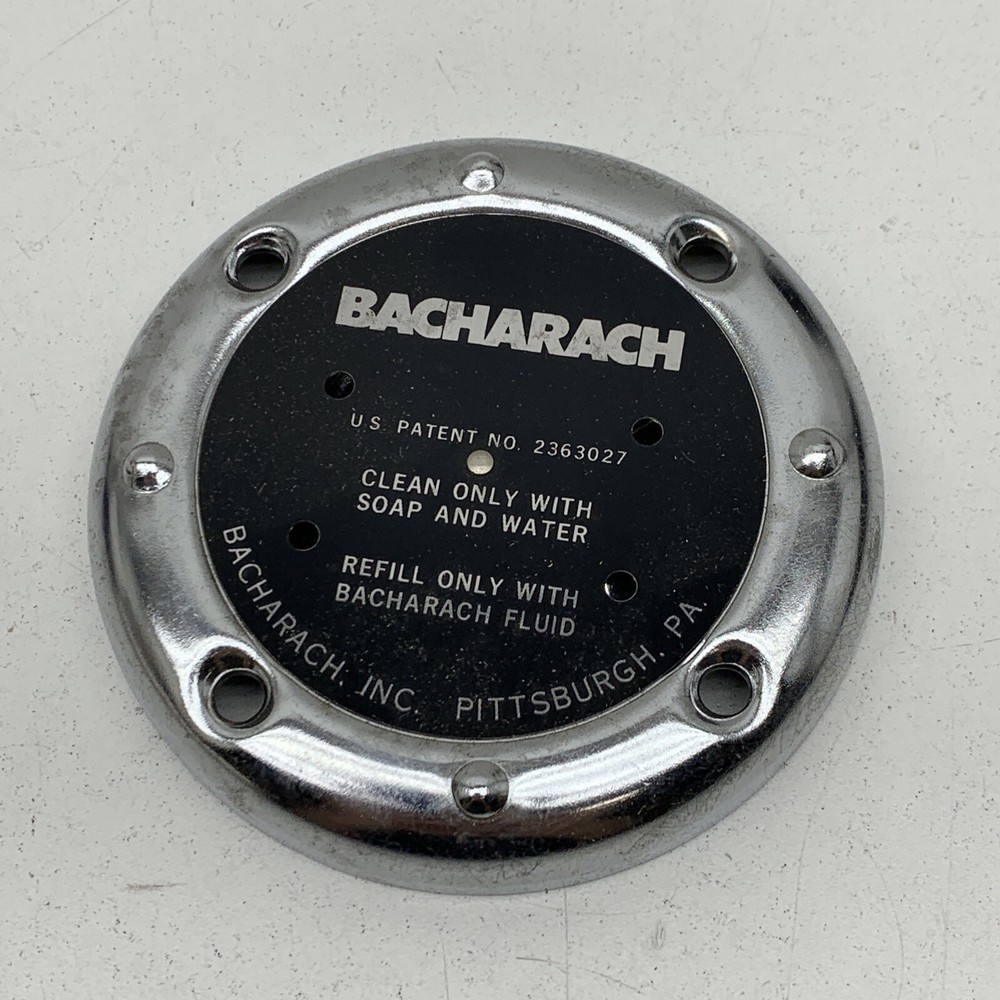 BACHARACH
U S PATENT NO. 2363027
CLEAN ONLY WITH
SOAP AND WATER
REFILL ONLY WITH
BACHARACH FLUID
BACHARACH, INC. PITTSBURGH, PA.